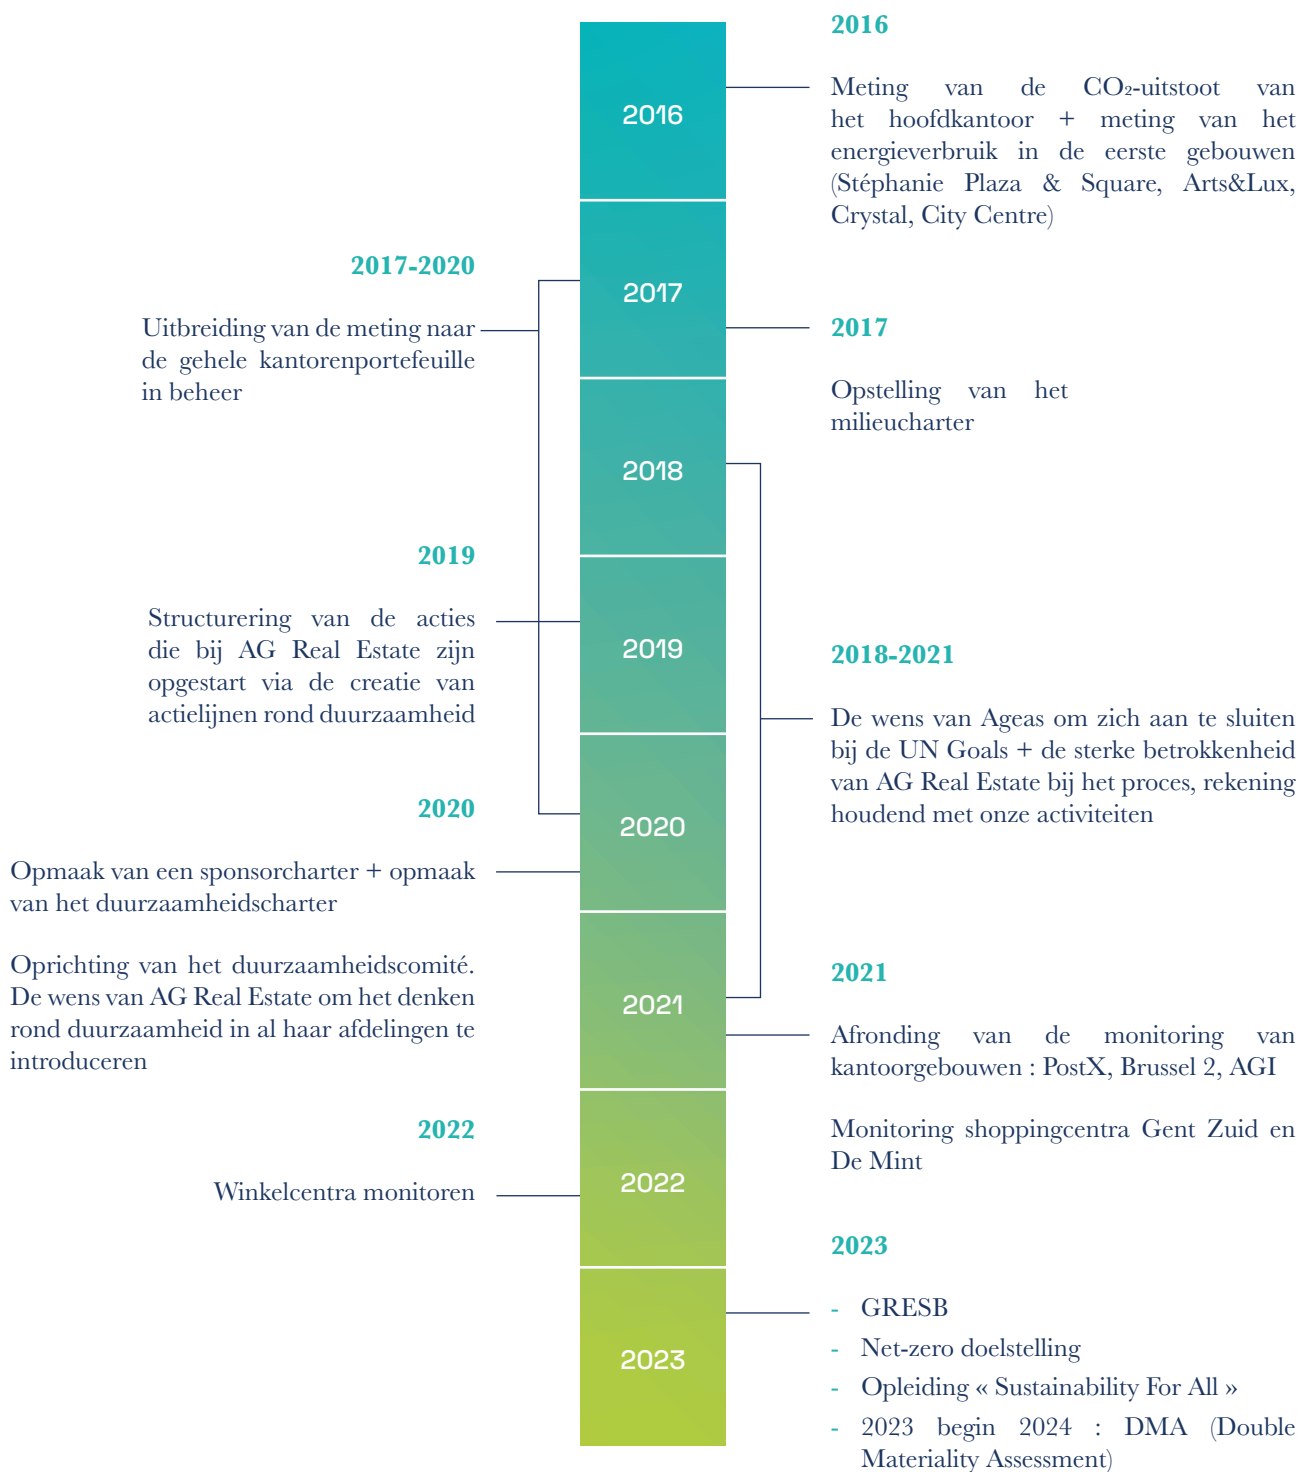 2016
Meting van de CO₂-uitstoot van
het hoofdkantoor + meting van het
energieverbruik in de eerste gebouwen
(Stéphanie Plaza & Square, Arts&Lux,
Crystal, City Centre)
2016
2017-2020
Uitbreiding van de meting naar
de gehele kantorenportefeuille
in beheer
2017
2017
Opstelling van het
milieucharter
2018
2019
Structurering van de acties
die bij AG Real Estate zijn
opgestart via de creatie van
actielijnen rond duurzaamheid
2019
2018-2021
De wens van Ageas om zich aan te sluiten
bij de UN Goals + de sterke betrokkenheid
van AG Real Estate bij het proces, rekening
houdend met onze activiteiten
2020
Opmaak van een sponsorcharter + opmaak
van het duurzaamheidscharter
Oprichting van het duurzaamheidscomité.
De wens van AG Real Estate om het denken
rond duurzaamheid in al haar afdelingen te
introduceren
2020
2021
2021
Afronding van de monitoring van
kantoorgebouwen : PostX, Brussel 2, AGI
Monitoring shoppingcentra Gent Zuid en
De Mint
2022
Winkelcentra monitoren
2022
2023
- GRESB
- Net-zero doelstelling
- Opleiding « Sustainability For All »
- 2023 begin 2024 : DMA (Double
Materiality Assessment)
2023